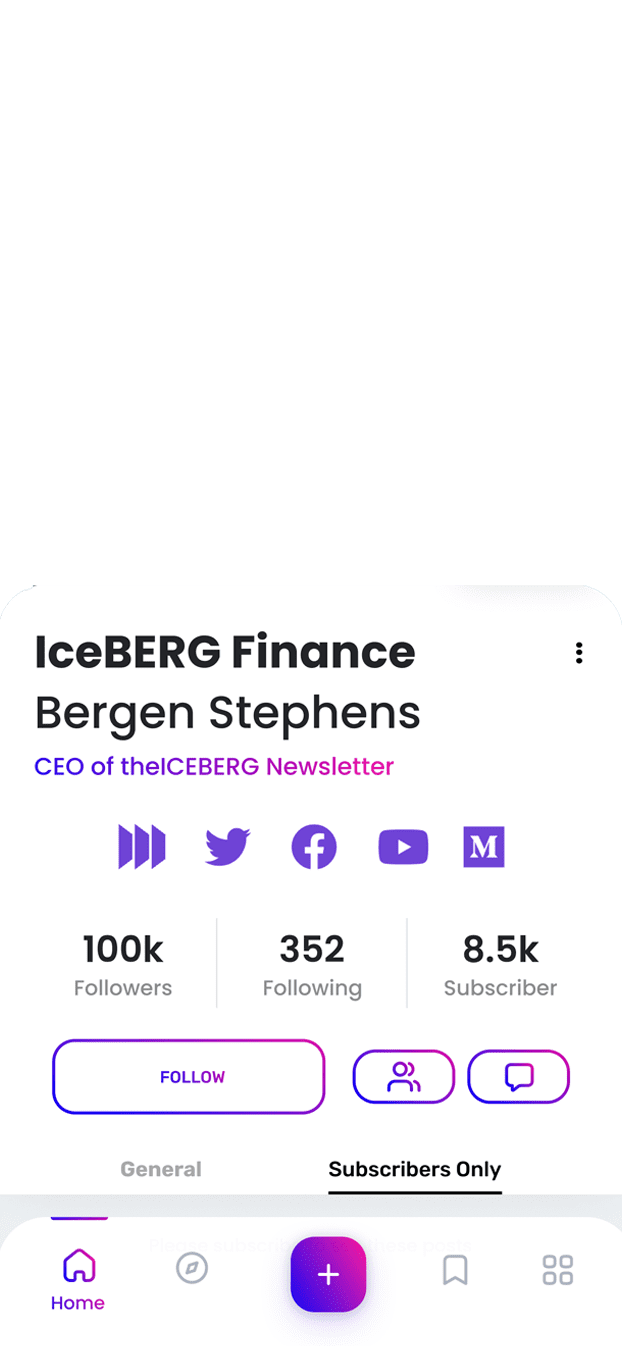 IceBERG Finance
Bergen Stephens
CEO of theICEBERG Newsletter
M
100k 352 8.5k
Followers Following Subscriber
FOLLOW
General Subscribers Only
Home